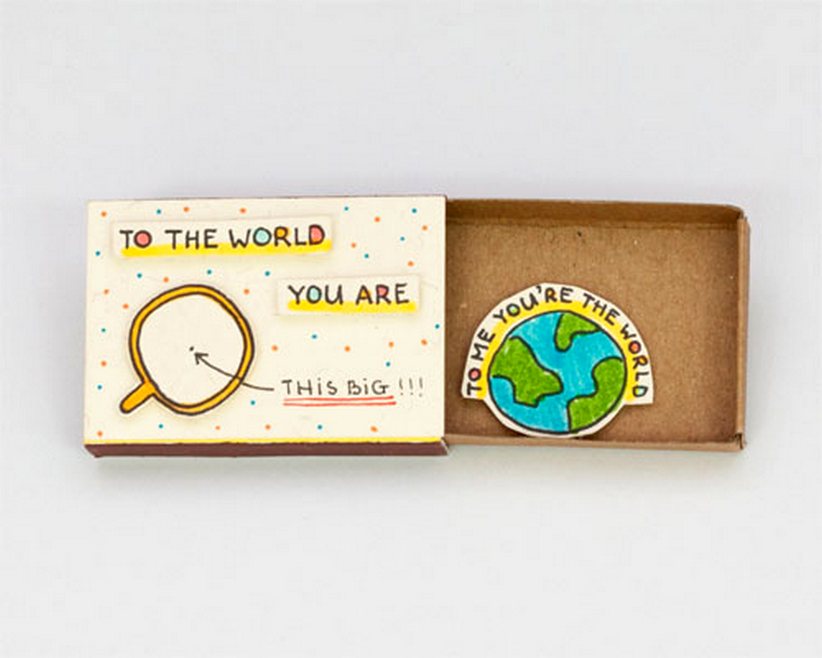 TO THE WORLD
YOU ARE
THiS BiG !!!
TO ME YOU'RE THE WORLD